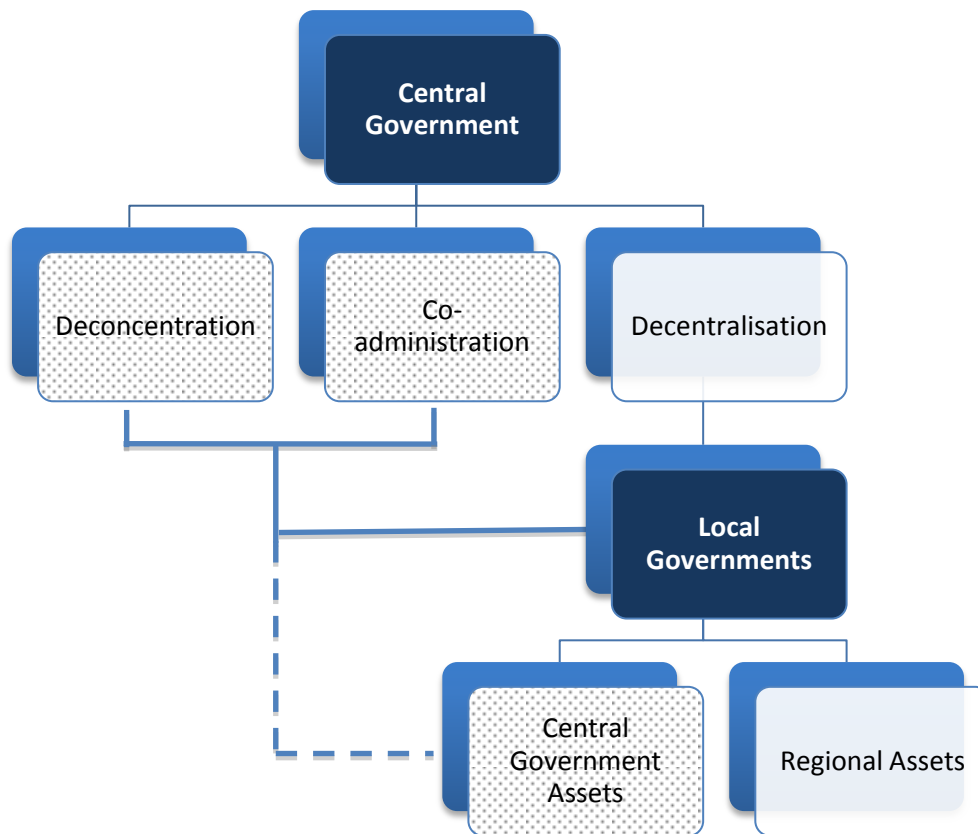 Central
Government
Deconcentration
Co-
administration
Decentralisation
Local
Governments
Central
Government
Assets
Regional Assets